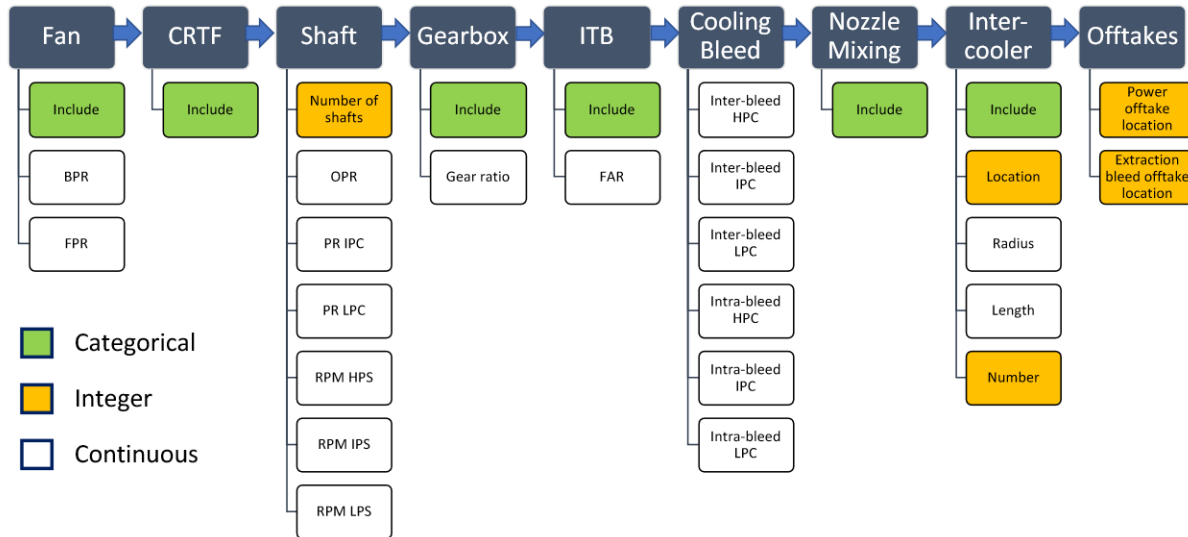 Fan
CRTF
Shaft
Gearbox
ITB
Cooling
Bleed
Nozzle
Mixing
Inter-
cooler
Offtakes
Include
BPR
FPR
Include
Number of
shafts
OPR
PR IPC
PR LPC
RPM HPS
RPM IPS
RPM LPS
Include
Gear ratio
Include
FAR
Inter-bleed
HPC
Inter-bleed
IPC
Inter-bleed
LPC
Intra-bleed
HPC
Intra-bleed
IPC
Intra-bleed
LPC
Include
Include
Location
Radius
Length
Number
Power
offtake
location
Extraction
bleed offtake
location
Categorical
Integer
Continuous